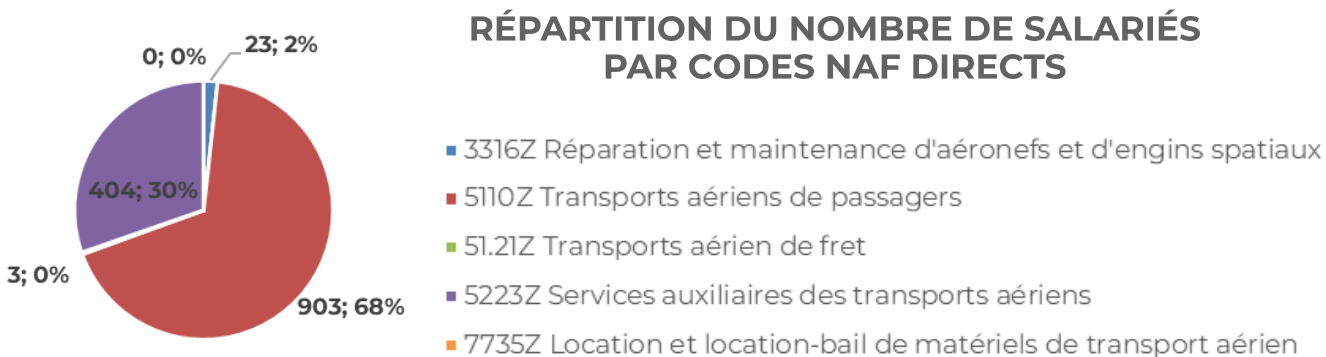 RÉPARTITION DU NOMBRE DE SALARIÉS
PAR CODES NAF DIRECTS
0; 0%
23; 2%
404; 30%
3; 0%
903; 68%
3316Z Réparation et maintenance d'aéronefs et d'engins spatiaux
5110Z Transports aériens de passagers
51.21Z Transports aérien de fret
5223Z Services auxiliaires des transports aériens
7735Z Location et location-bail de matériels de transport aérien